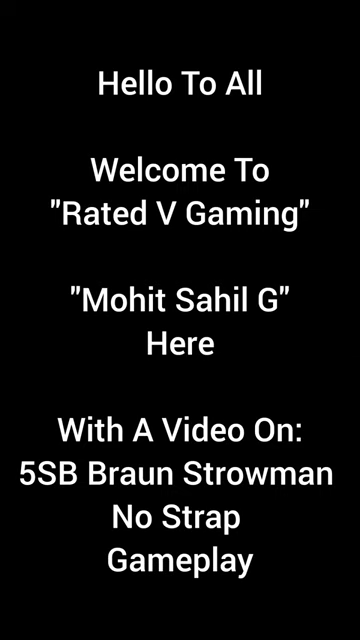 Hello To All
Welcome To
"Rated V Gaming"
"Mohit Sahil G"
Here
With A Video On:
5SB Braun Strowman
No Strap
Gameplay